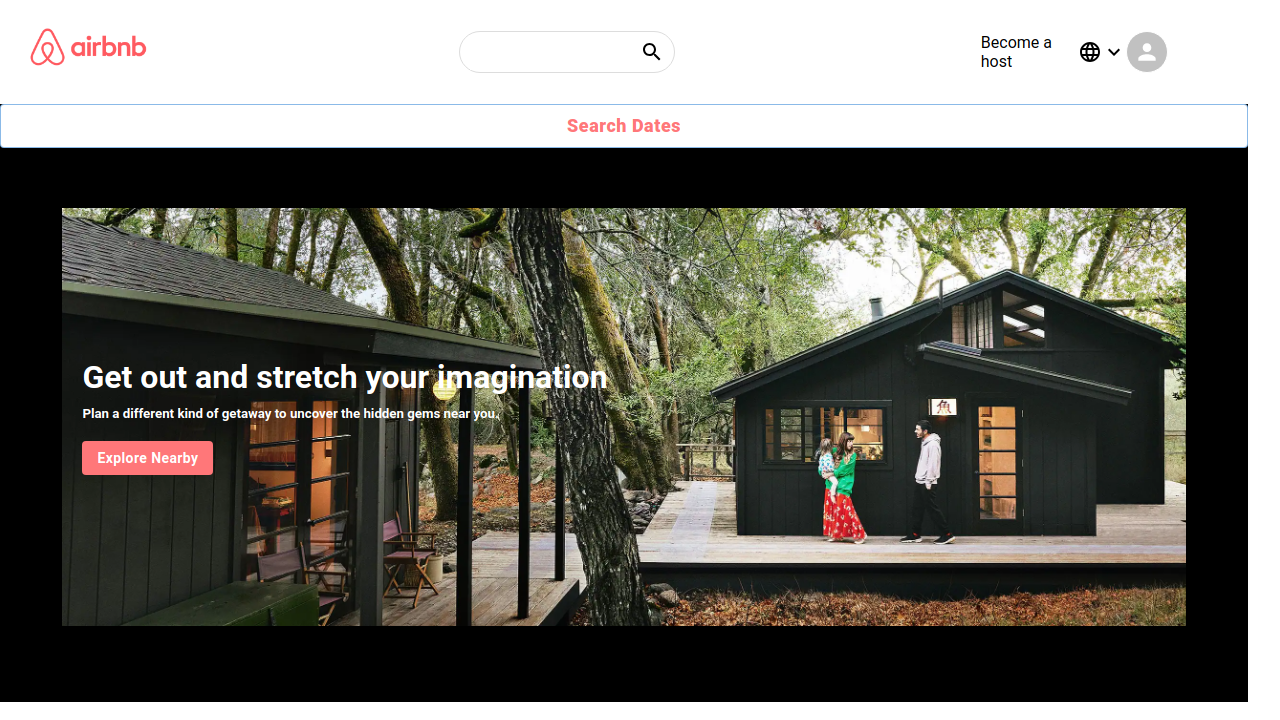 airbnb
Become a
host
Search Dates
Get out and stretch your imagination
Plan a different kind of getaway to uncover the hidden gems near you.
Explore Nearby
魚